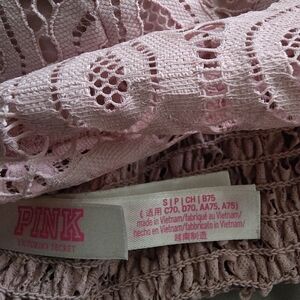 PINK
VICTORIA'S SECRET
S | P | CH | B75
(适用 C70, D70, AA75, A75)
made in Vietnam/fabriqué au Vietnam/
hecho en Vietnam/fabbricato in Vietnam/
越南制造